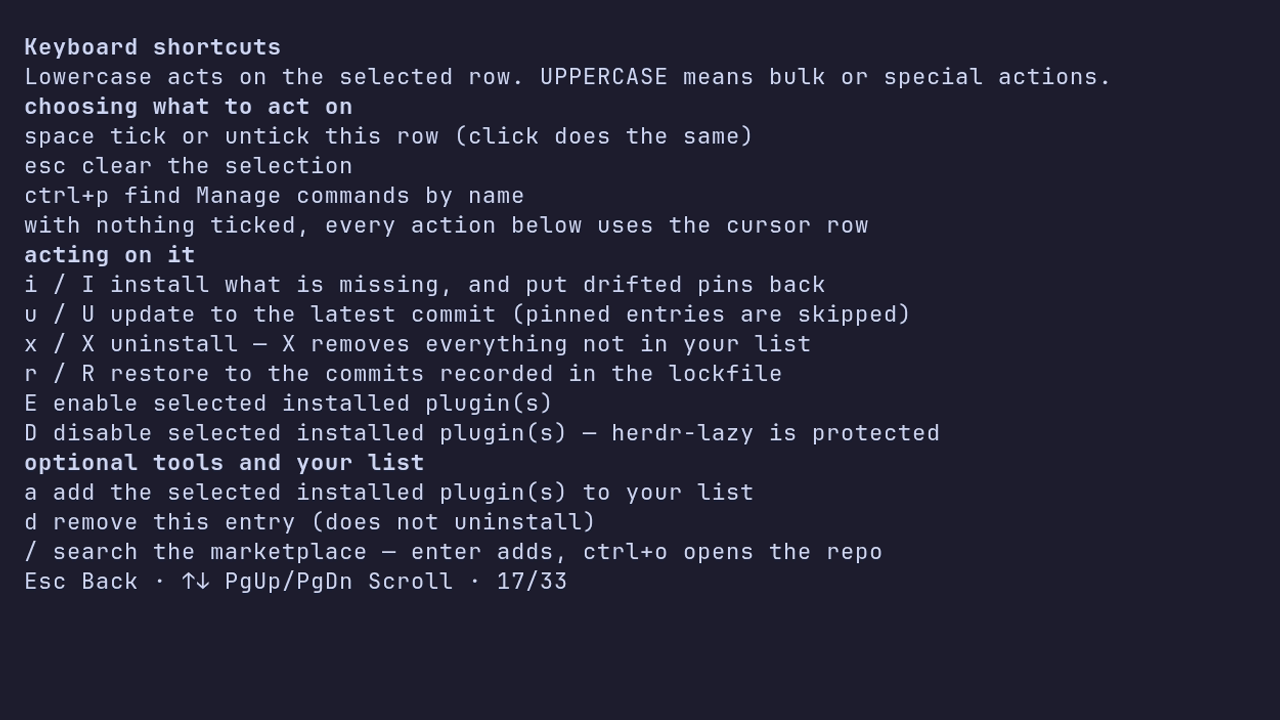 Keyboard shortcuts
Lowercase acts on the selected row. UPPERCASE means bulk or special actions.
choosing what to act on
space tick or untick this row (click does the same)
esc clear the selection
ctrl+p find Manage commands by name
with nothing ticked, every action below uses the cursor row
acting on it
i / I install what is missing, and put drifted pins back
u / U update to the latest commit (pinned entries are skipped)
x / X uninstall — X removes everything not in your list
r / R restore to the commits recorded in the lockfile
E enable selected installed plugin(s)
D disable selected installed plugin(s) — herdr-lazy is protected
optional tools and your list
a add the selected installed plugin(s) to your list
d remove this entry (does not uninstall)
/ search the marketplace — enter adds, ctrl+o opens the repo
Esc Back · ↑↓ PgUp/PgDn Scroll · 17/33